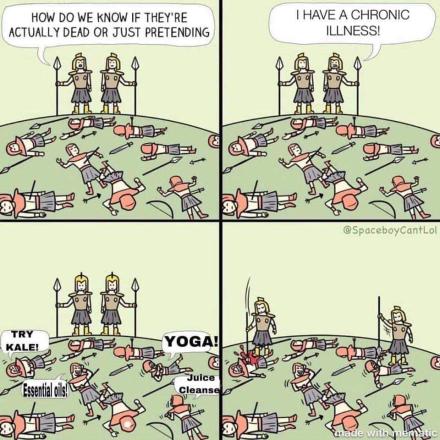 HOW DO WE KNOW IF THEY'RE
ACTUALLY DEAD OR JUST PRETENDING
I HAVE A CHRONIC
ILLNESS!
@SpaceboyCantLol
TRY
KALE!
YOGA!
Essential oils!
Juice
Cleanse
made with mematic